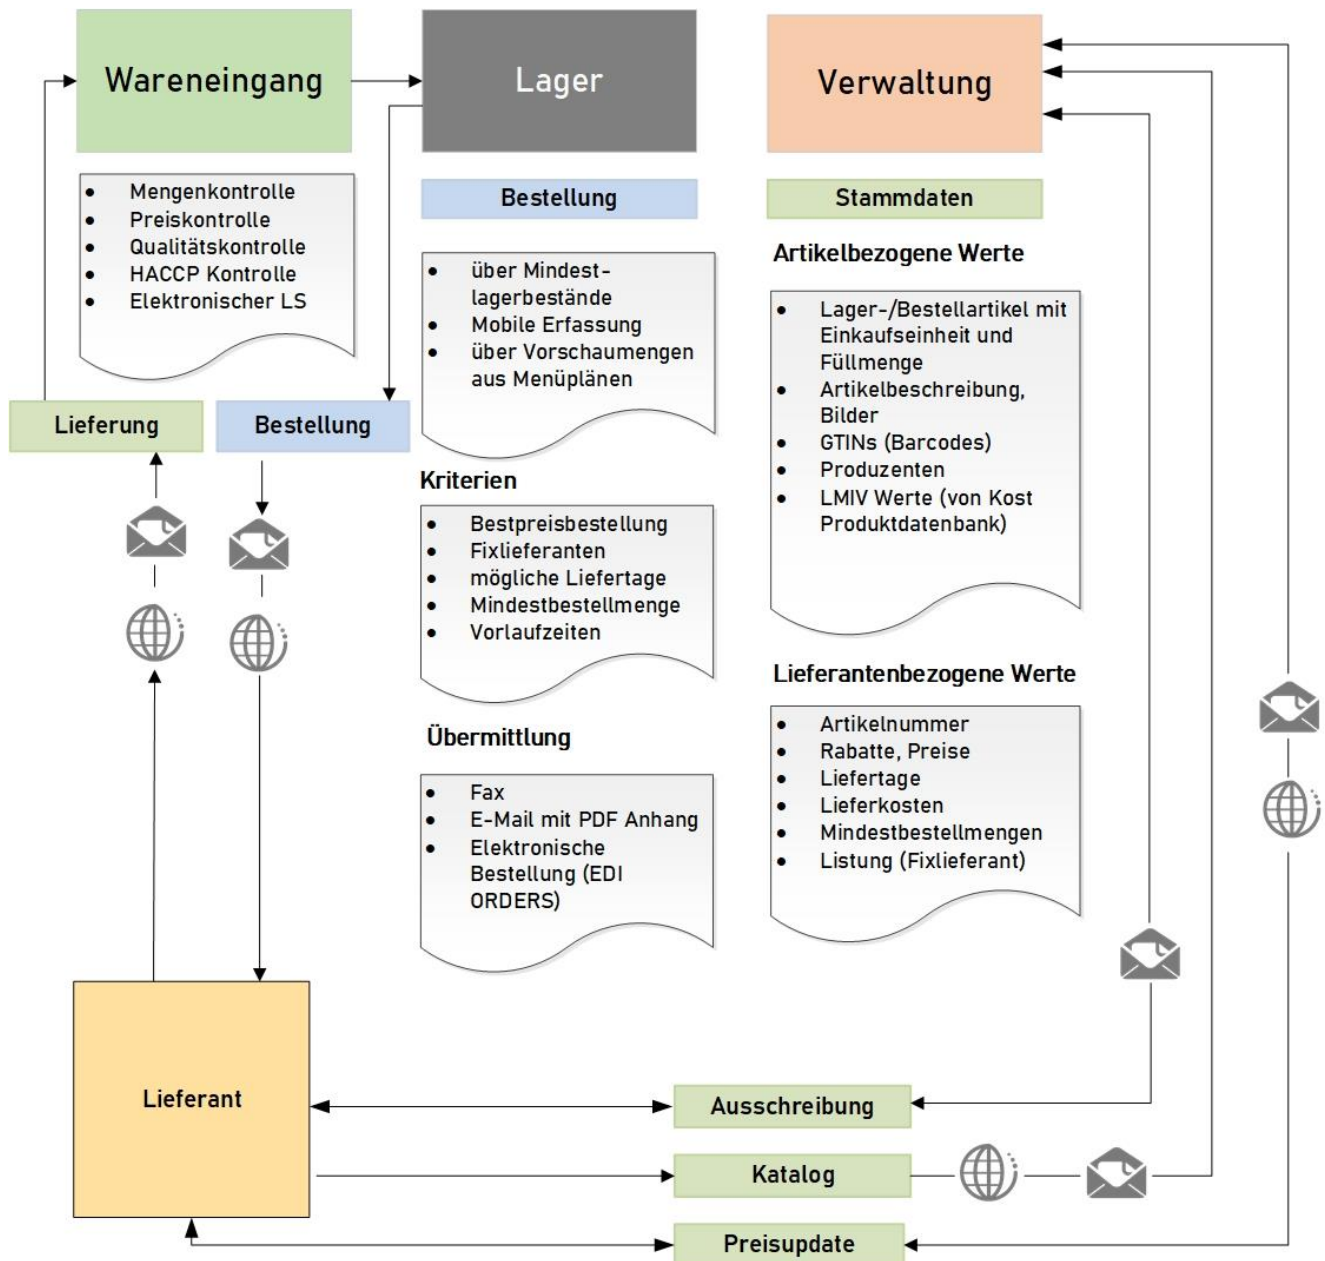 Wareneingang
Lager
Verwaltung
• Mengenkontrolle
• Preiskontrolle
• Qualitätskontrolle
• HACCP Kontrolle
• Elektronischer LS
Lieferung
Bestellung
Bestellung
• über Mindest-
lagerbestände
• Mobile Erfassung
• über Vorschaumengen
aus Menüplänen
Kriterien
• Bestpreisbestellung
• Fixlieferanten
• mögliche Liefertage
• Mindestbestellmenge
• Vorlaufzeiten
Übermittlung
• Fax
• E-Mail mit PDF Anhang
• Elektronische
Bestellung (EDI
ORDERS)
Stammdaten
Artikelbezogene Werte
• Lager-/Bestellartikel mit
Einkaufseinheit und
Füllmenge
• Artikelbeschreibung,
Bilder
• GTINs (Barcodes)
• Produzenten
• LMIV Werte (von Kost
Produktdatenbank)
Lieferantenbezogene Werte
• Artikelnummer
• Rabatte, Preise
• Liefertage
• Lieferkosten
• Mindestbestellmengen
• Listung (Fixlieferant)
Lieferant
Ausschreibung
Katalog
Preisupdate